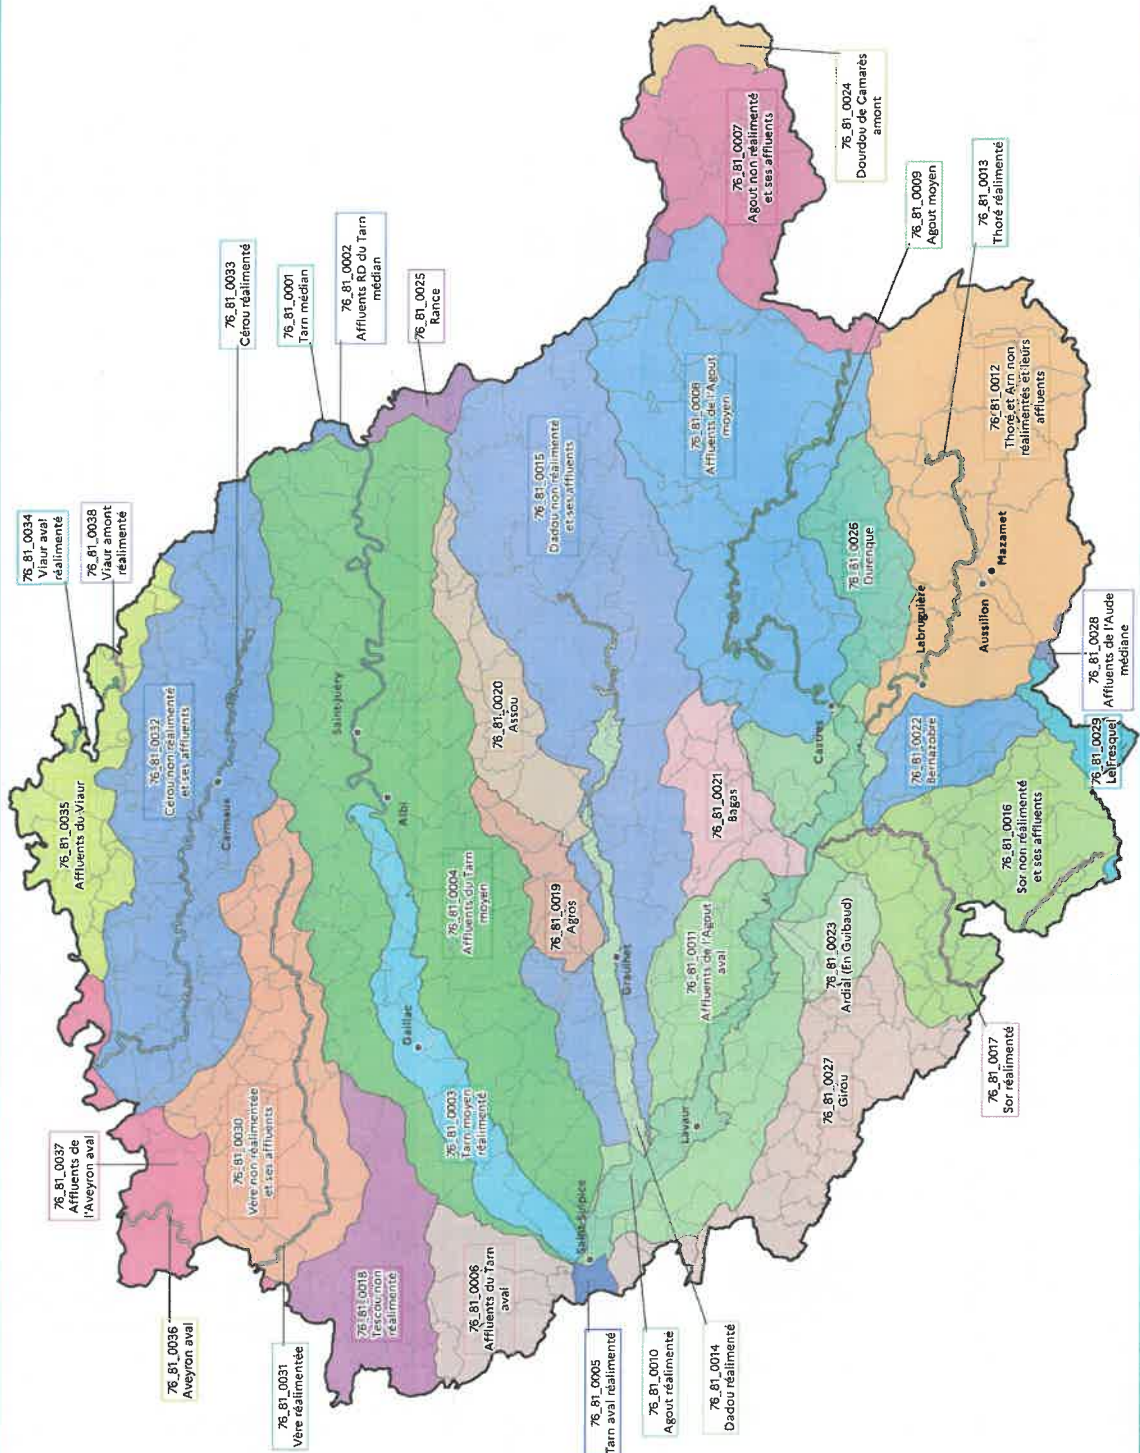 76_81_0034
Viaur aval
réalimenté
76_81_0038
Viaur amont
réalimenté
76_81_0033
Cérou réalimenté
76_81_0001
Tarn médian
76_81_0002
Affluents RD du Tarn
médian
76_81_0025
Rance
76_81_0037
Affluents de
l'Aveyron aval
76_81_0036
Aveyron aval
76_81_0035
Affluents du Viaur
76_81_0032
Cérou non réalimenté
et ses affluents
Carmaux
76_81_0030
Vère non réalimentée
et ses affluents
76_81_0031
Vère réalimentée
Saint-Juéry
Albi
76_81_0004
Affluents du Tarn
moyen
Gaillac
76_81_0003
Tarn moyen
réalimenté
76_81_0018
Tescou non
réalimenté
76_81_0006
Affluents du Tarn
aval
Saint-Sulpice
76_81_0005
Tarn aval réalimenté
76_81_0010
Agout réalimenté
76_81_0014
Dadou réalimenté
76_81_0020
Assou
76_81_0019
Agros
76_81_0015
Dadou non réalimenté
et ses affluents
Graulhet
76_81_0021
Bagas
76_81_0011
Affluents de l'Agout
aval
Lavaur
76_81_0023
Ardial (En Guibaud)
76_81_0027
Girou
76_81_0017
Sor réalimenté
76_81_0016
Sor non réalimenté
et ses affluents
76_81_0022
Bernazobre
76_81_0029
Le Fresquel
76_81_0028
Affluents de l'Aude
médiane
Castres
76_81_0008
Affluents de l'Agout
moyen
76_81_0026
Durenque
Labruguière
Aussillon
Mazamet
76_81_0012
Thoré et Arn non
réalimentés et leurs
affluents
76_81_0013
Thoré réalimenté
76_81_0009
Agout moyen
76_81_0007
Agout non réalimenté
et ses affluents
76_81_0024
Dourdou de Camarès
amont